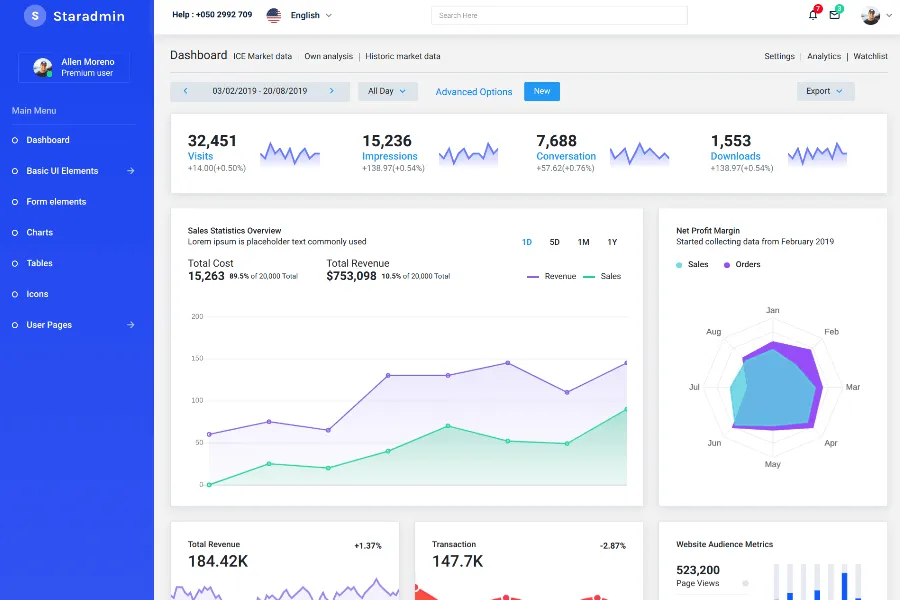 S Staradmin
Help : +050 2992 709
English
Search Here
7
3
Allen Moreno
Premium user
Main Menu
Dashboard
Basic UI Elements
Form elements
Charts
Tables
Icons
User Pages
Dashboard ICE Market data Own analysis | Historic market data
Settings | Analytics | Watchlist
03/02/2019 - 20/08/2019
All Day
Advanced Options
New
Export
32,451
Visits
+14.00(+0.50%)
15,236
Impressions
+138.97(+0.54%)
7,688
Conversation
+57.62(+0.76%)
1,553
Downloads
+138.97(+0.54%)
Sales Statistics Overview
Lorem ipsum is placeholder text commonly used
1D 5D 1M 1Y
Total Cost
15,263 89.5% of 20,000 Total
Total Revenue
$753,098 10.5% of 20,000 Total
Revenue Sales
200
150
100
50
0
Net Profit Margin
Started collecting data from February 2019
Sales Orders
Jan
Feb
Mar
Apr
May
Jun
Jul
Aug
Total Revenue
+1.37%
184.42K
Transaction
-2.87%
147.7K
Website Audience Metrics
523,200
Page Views